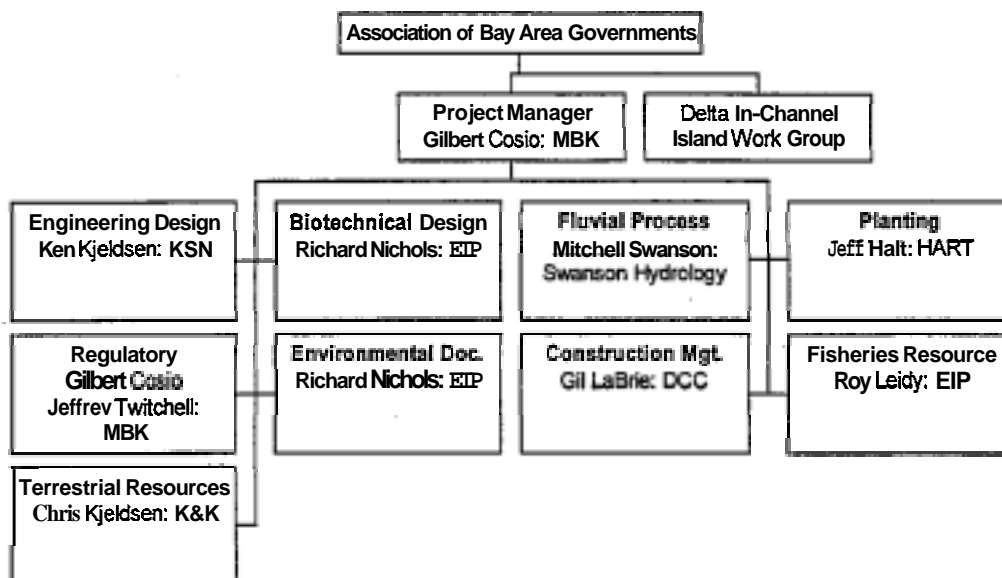 Association of Bay Area Governments
Project Manager
Gilbert Cosio: MBK
Delta In-Channel
Island Work Group
Engineering Design
Ken Kjeldsen: KSN
Biotechnical Design
Richard Nichols: EIP
Fluvial Process
Mitchell Swanson:
Swanson Hydrology
Planting
Jeff Halt: HART
Regulatory
Gilbert Cosio
Jeffrev Twitchell:
MBK
Environmental Doc.
Richard Nichols: EIP
Construction Mgt.
Gil LaBrie: DCC
Fisheries Resource
Roy Leidy: EIP
Terrestrial Resources
Chris Kjeldsen: K&K